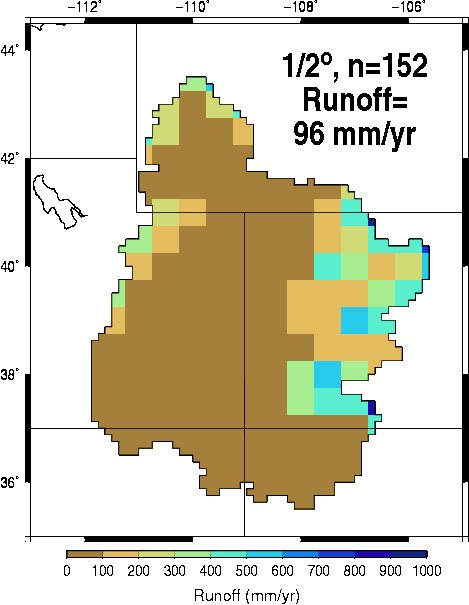 -112° -110° -108° -106°
44°
1/2°, n=152
Runoff=
96 mm/yr
42°
40°
38°
36°
0 100 200 300 400 500 600 700 800 900 1000
Runoff (mm/yr)